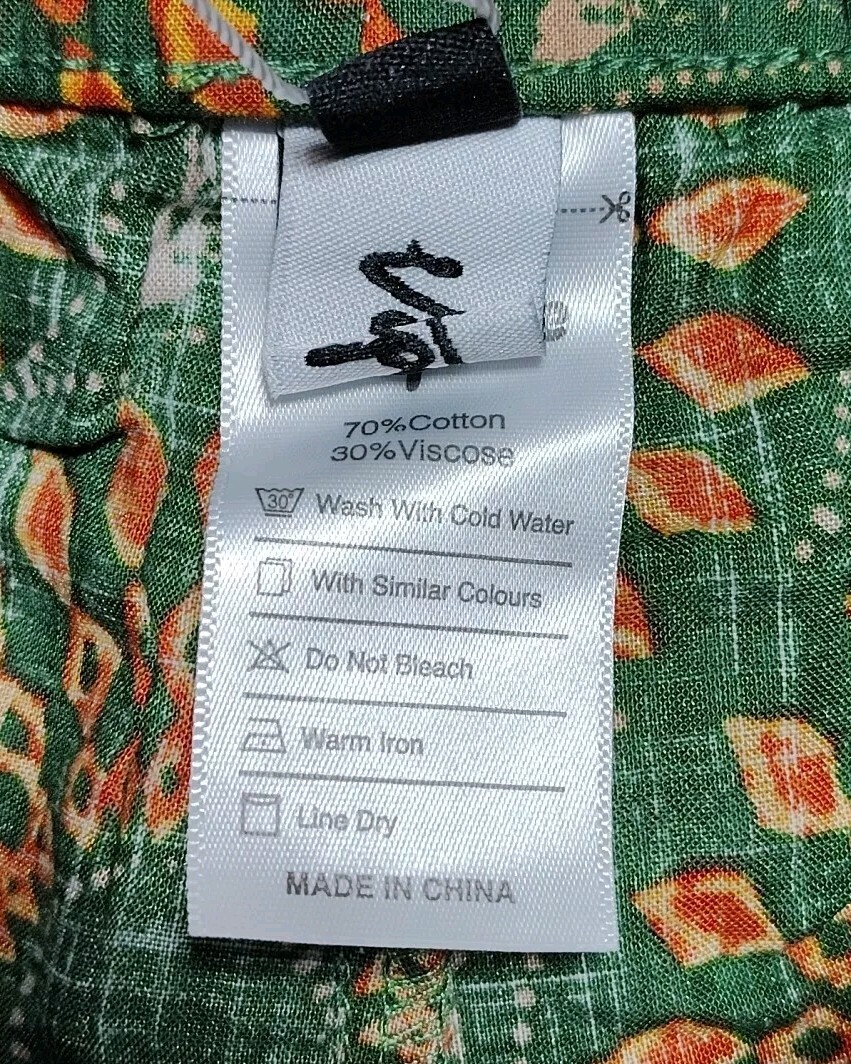 70%Cotton
30%Viscose
30° Wash With Cold Water
With Similar Colours
Do Not Bleach
Warm Iron
Line Dry
MADE IN CHINA